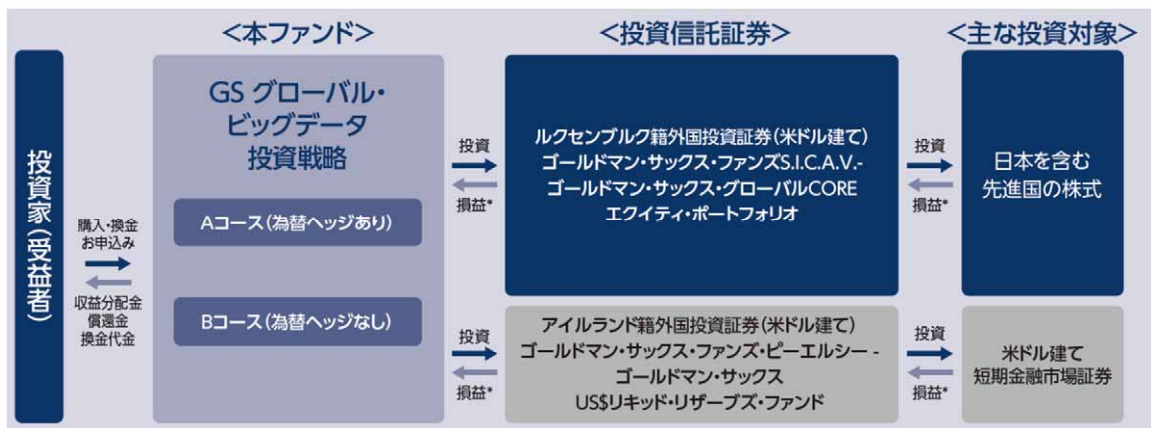 <本ファンド>
<投資信託証券>
<主な投資対象>
投資家(受益者)
購入・換金
お申込み
収益分配金
償還金
換金代金
GS グローバル・
ビッグデータ
投資戦略
Aコース(為替ヘッジあり)
Bコース(為替ヘッジなし)
投資
損益*
ルクセンブルク籍外国投資証券(米ドル建て)
ゴールドマン・サックス・ファンズS.I.C.A.V.-
ゴールドマン・サックス・グローバルCORE
エクイティ・ポートフォリオ
投資
損益*
日本を含む
先進国の株式
投資
損益*
アイルランド籍外国投資証券(米ドル建て)
ゴールドマン・サックス・ファンズ・ピーエルシー -
ゴールドマン・サックス
US$リキッド・リザーブズ・ファンド
投資
損益*
米ドル建て
短期金融市場証券